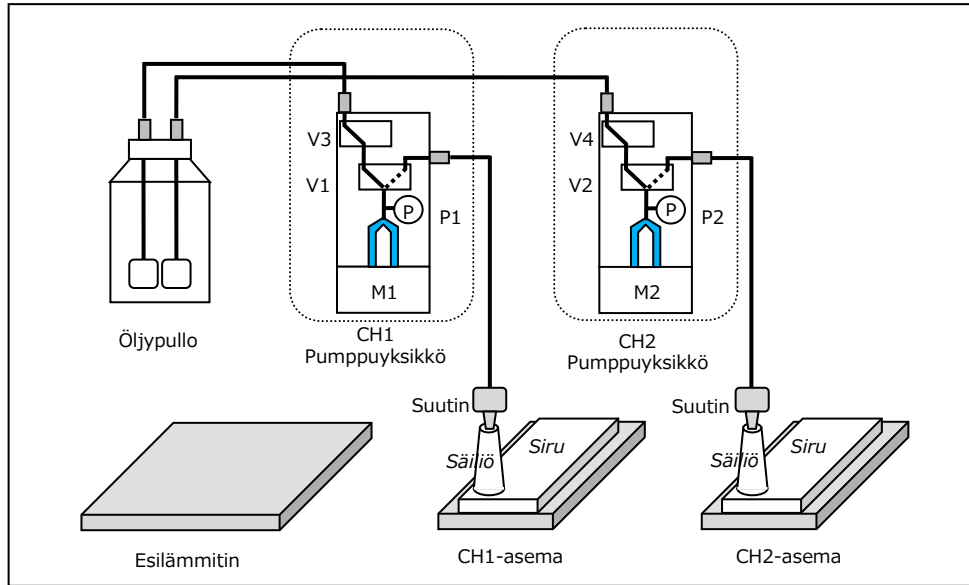 V3
V1
P
P1
M1
CH1
Pumppuyksikkö
V4
V2
P
P2
M2
CH2
Pumppuyksikkö
Öljypullo
Suutin
Säiliö
Siru
Suutin
Säiliö
Siru
Esilämmitin
CH1-asema
CH2-asema